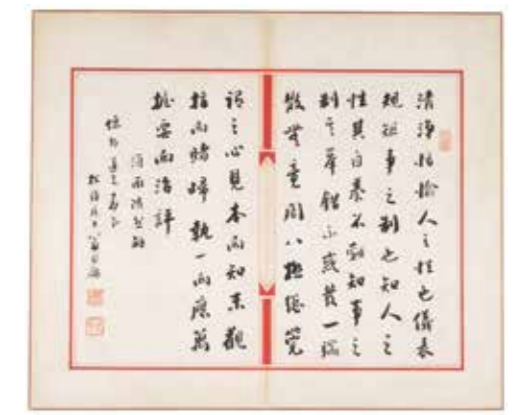 清淨恬愉人之性也儀表
規矩事之制也知人之
性其自養不勃知事之
制其舉錯不惑發一端
散無竟周八極總筦
謂之心見本而知末觀
指而睹歸執一而應萬
握要而治詳